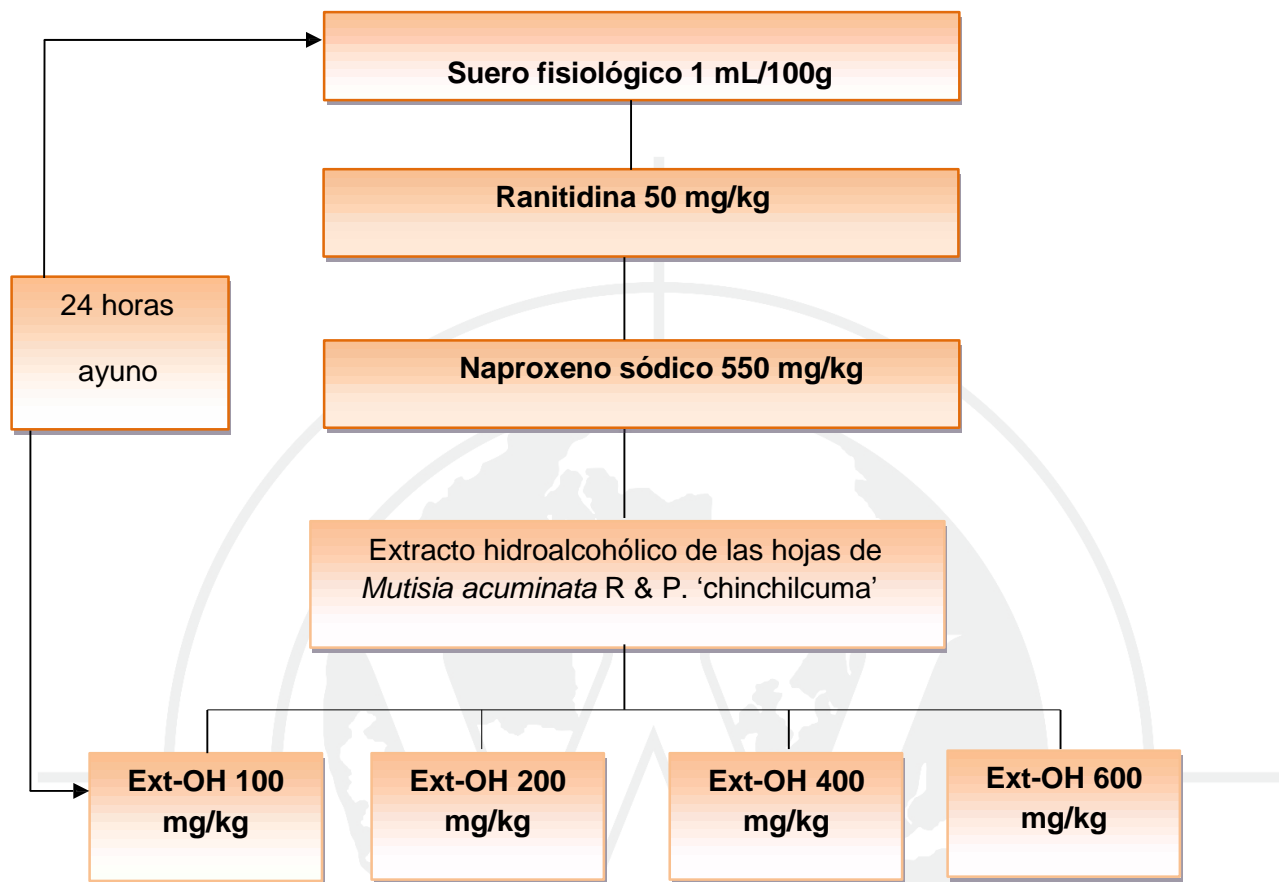 Suero fisiológico 1 mL/100g
Ranitidina 50 mg/kg
24 horas
ayuno
Naproxeno sódico 550 mg/kg
Extracto hidroalcohólico de las hojas de
Mutisia acuminata R & P. ‘chinchilcuma’
Ext-OH 100
mg/kg
Ext-OH 200
mg/kg
Ext-OH 400
mg/kg
Ext-OH 600
mg/kg